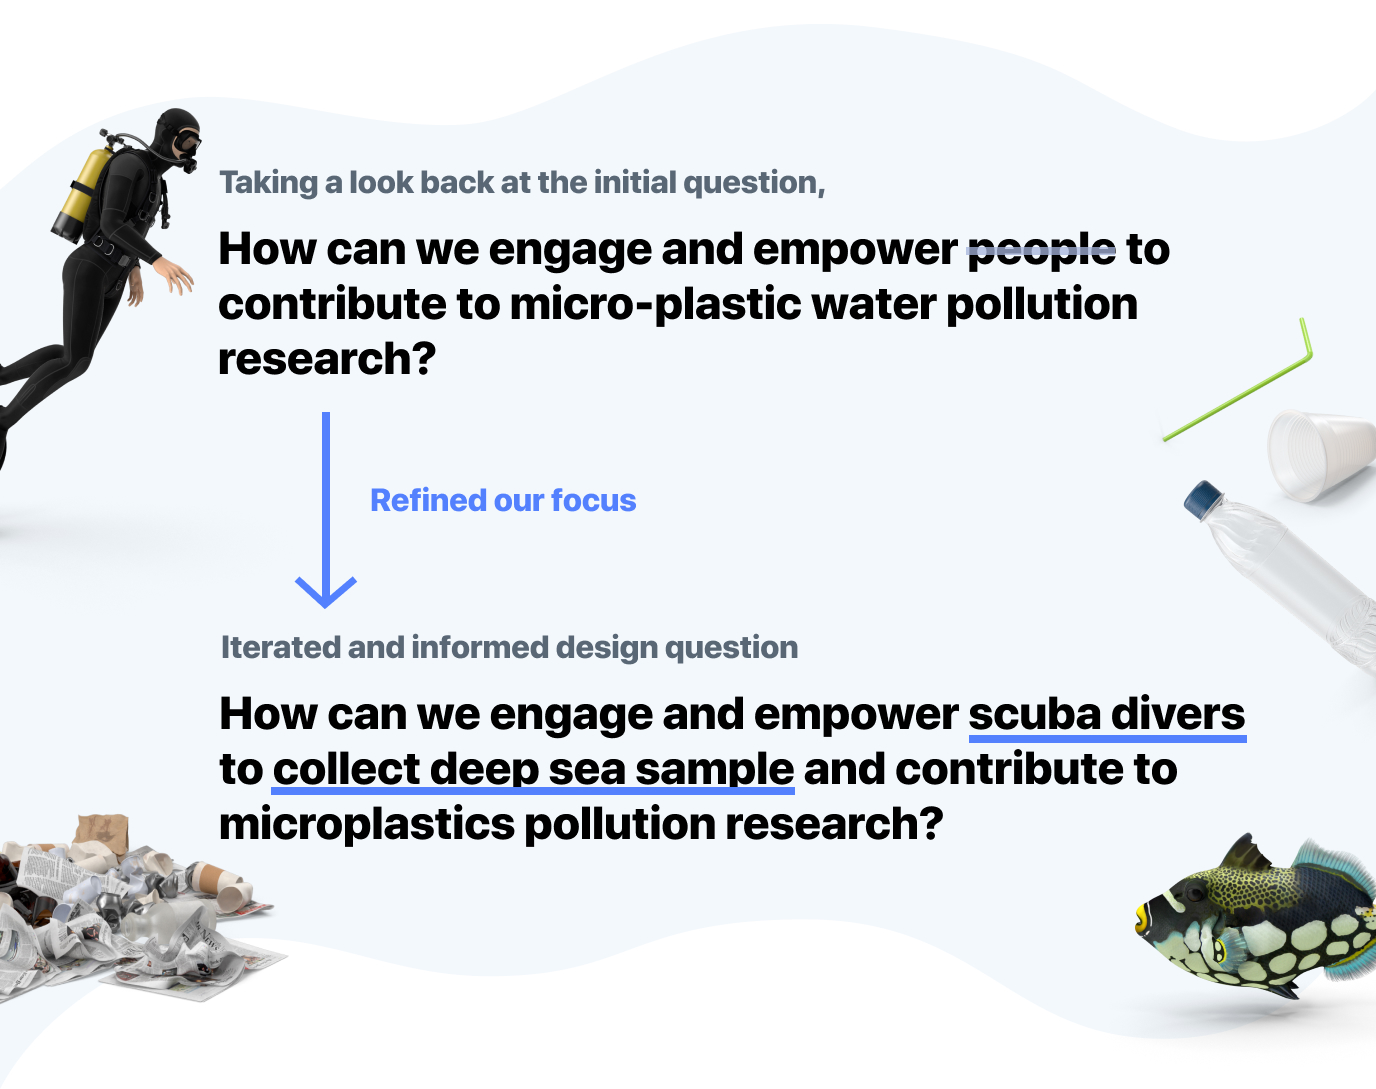 Taking a look back at the initial question,
How can we engage and empower people to
contribute to micro-plastic water pollution
research?
Refined our focus
Iterated and informed design question
How can we engage and empower scuba divers
to collect deep sea sample and contribute to
microplastics pollution research?